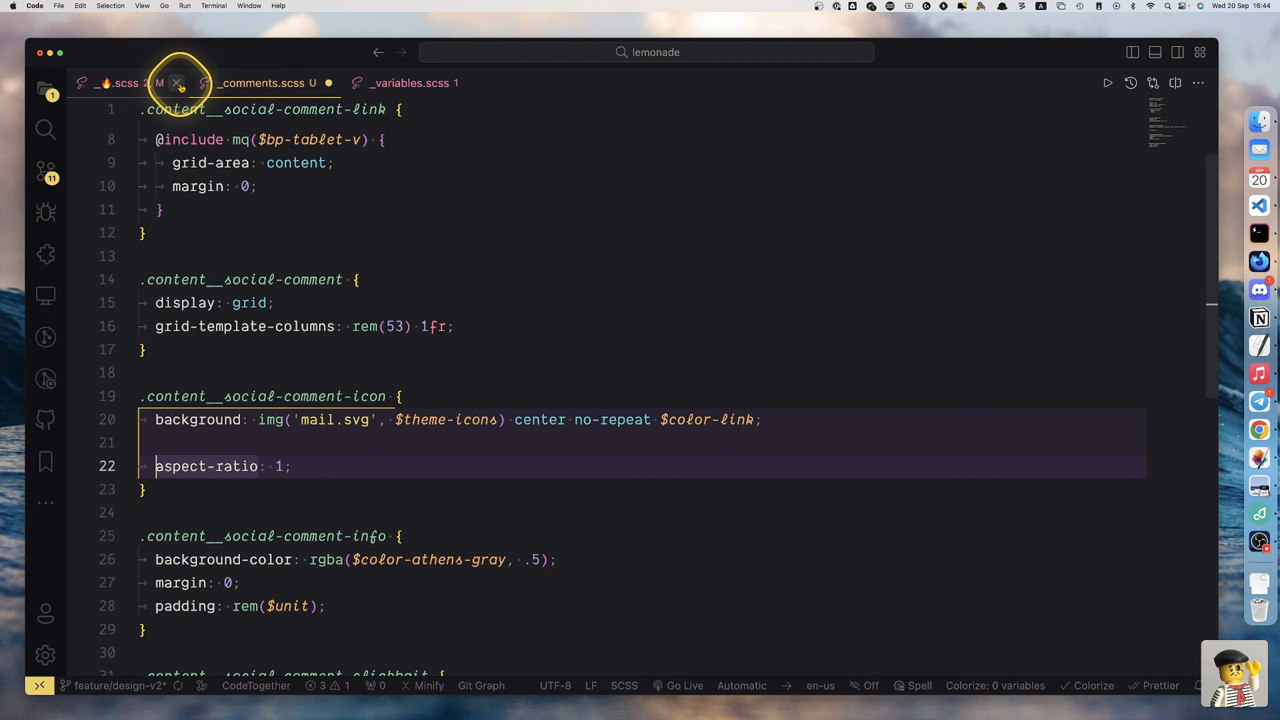 Code File Edit Selection View Go Run Terminal Window Help
Wed 20 Sep 16:44
lemonade
_🔥.scss 2, M
_comments.scss U
_variables.scss 1
1 .content__social-comment-link {
8 @include mq($bp-tablet-v) {
9 grid-area: content;
10 margin: 0;
11 }
12 }
13
14 .content__social-comment {
15 display: grid;
16 grid-template-columns: rem(53) 1fr;
17 }
18
19 .content__social-comment-icon {
20 background: img('mail.svg', $theme-icons) center no-repeat $color-link;
21
22 aspect-ratio: 1;
23 }
24
25 .content__social-comment-info {
26 background-color: rgba($color-athens-gray, .5);
27 margin: 0;
28 padding: rem($unit);
29 }
30
31 .content__social-comment-clickbait {
1
11
SEP
20
1
feature/design-v2* CodeTogether 3 1 0 Minify Git Graph UTF-8 LF SCSS Go Live Automatic en-us Off Spell Colorize: 0 variables Colorize Prettier